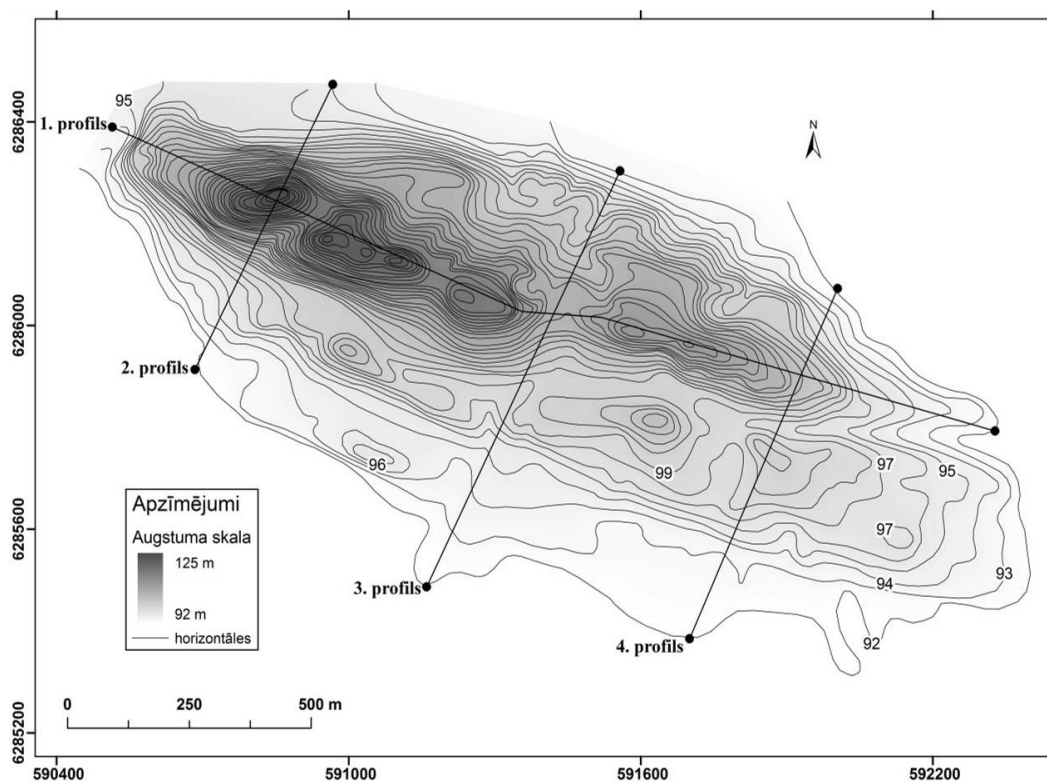 95
1. profils
N
6286400
6286000
6285600
6285200
2. profils
96
99
97
95
97
94
93
92
3. profils
4. profils
Apzīmējumi
Augstuma skala
125 m
92 m
horizontāles
0 250 500 m
590400 591000 591600 592200